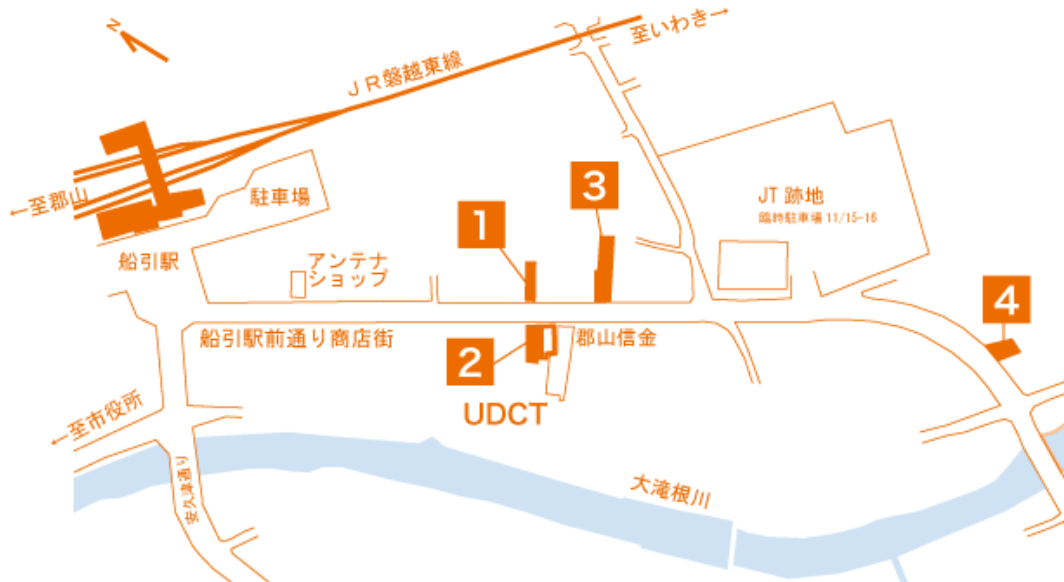 N
JR磐越東線
至いわき→
←至郡山
駐車場
船引駅
アンテナ
ショップ
1
3
JT 跡地
臨時駐車場 11/15-16
4
船引駅前通り商店街
2
郡山信金
UDCT
←至市役所
安久津通り
大滝根川